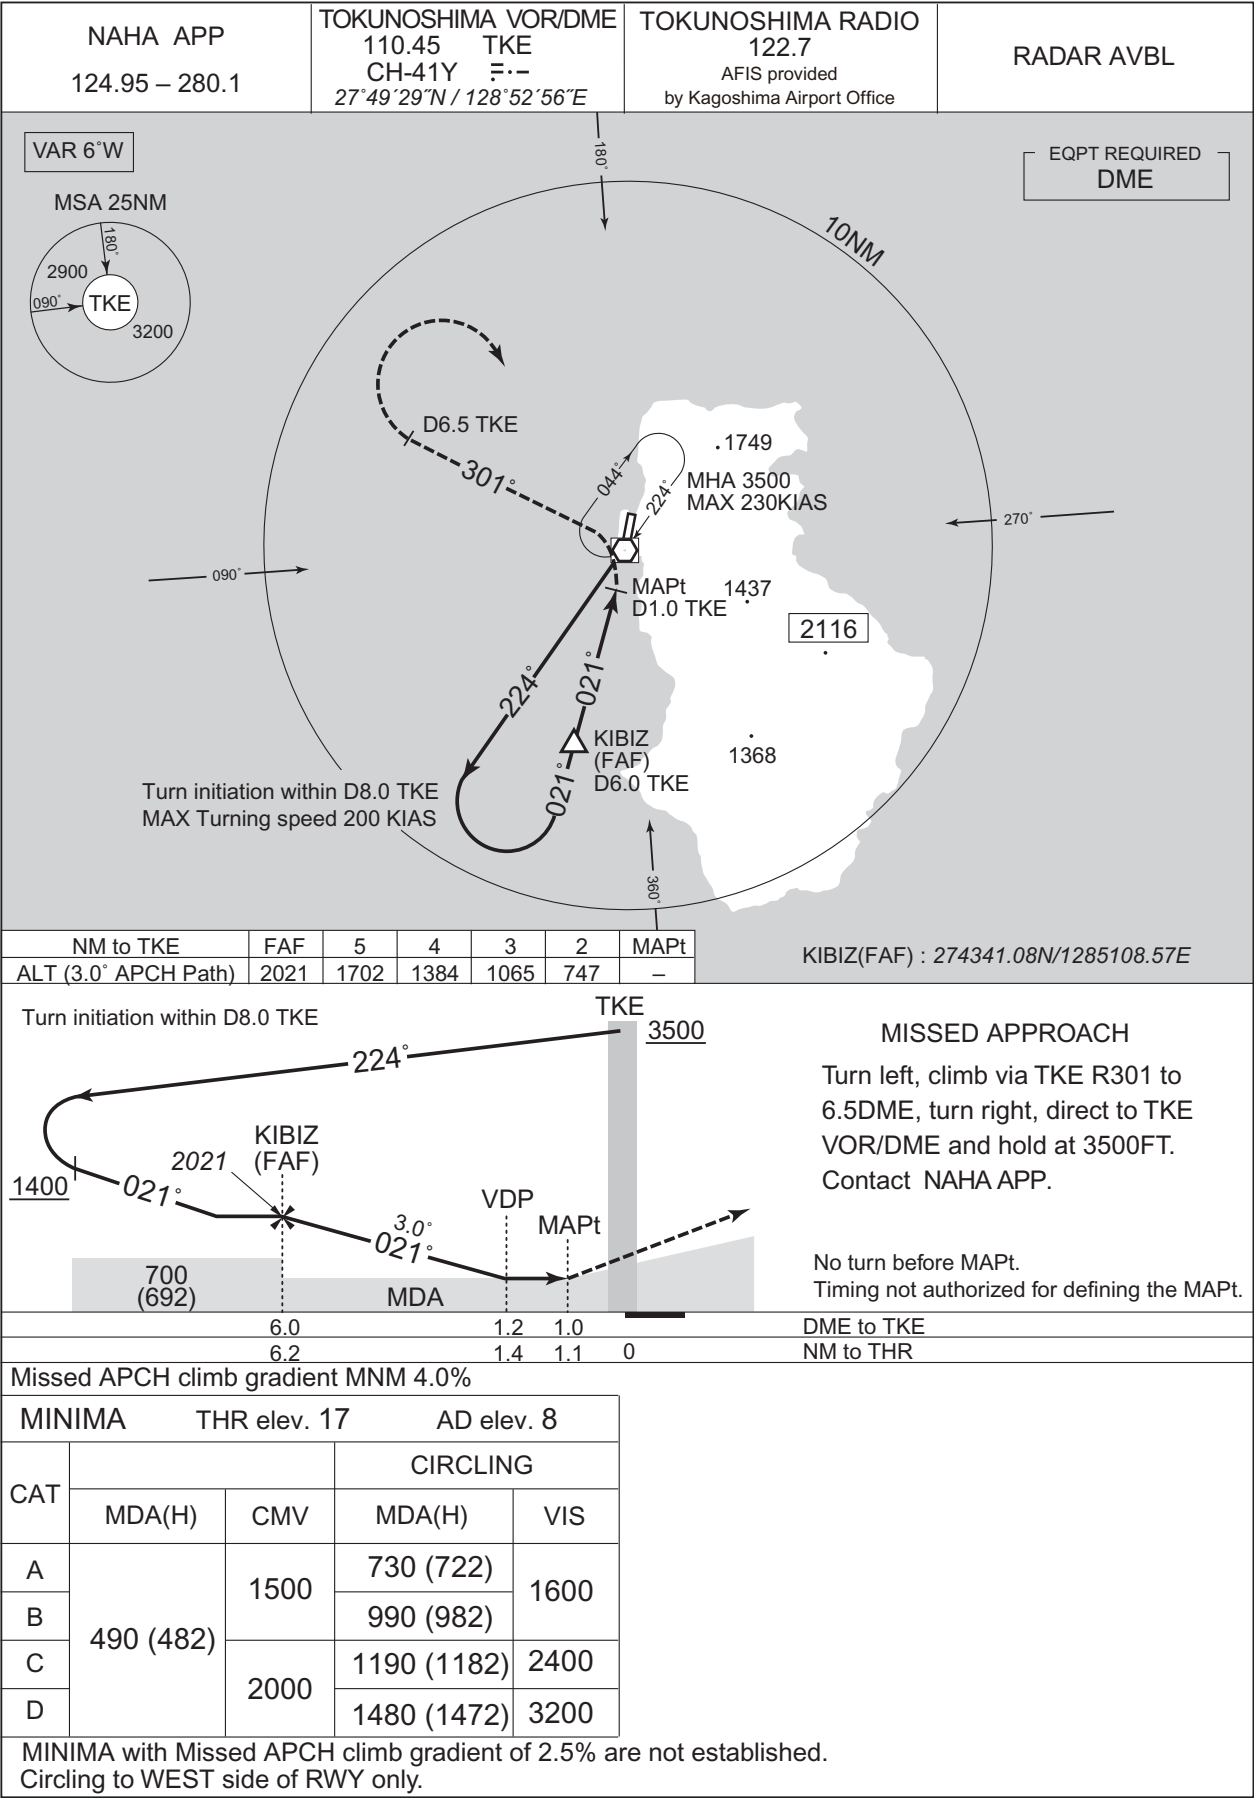 NAHA APP
124.95 – 280.1
TOKUNOSHIMA VOR/DME
110.45 TKE
CH-41Y
27°49´29˝N / 128°52´56˝E
TOKUNOSHIMA RADIO
122.7
AFIS provided
by Kagoshima Airport Office
RADAR AVBL
VAR 6°W
EQPT REQUIRED
DME
MSA 25NM
180°
2900
090°
TKE
3200
180°
10NM
D6.5 TKE
301°
044°
224°
1749
MHA 3500
MAX 230KIAS
270°
090°
MAPt
D1.0 TKE
1437
2116
224°
021°
KIBIZ
(FAF)
D6.0 TKE
1368
021°
Turn initiation within D8.0 TKE
MAX Turning speed 200 KIAS
360°
NM to TKE FAF 5 4 3 2 MAPt
ALT (3.0° APCH Path) 2021 1702 1384 1065 747 –
KIBIZ(FAF) : 274341.08N/1285108.57E
Turn initiation within D8.0 TKE
TKE
3500
224°
KIBIZ
(FAF)
2021
1400
021°
3.0°
021°
VDP
MAPt
700
(692)
MDA
MISSED APPROACH
Turn left, climb via TKE R301 to
6.5DME, turn right, direct to TKE
VOR/DME and hold at 3500FT.
Contact NAHA APP.
No turn before MAPt.
Timing not authorized for defining the MAPt.
6.0 1.2 1.0 DME to TKE
6.2 1.4 1.1 0 NM to THR
Missed APCH climb gradient MNM 4.0%
MINIMA THR elev. 17 AD elev. 8
CAT
CIRCLING
MDA(H) CMV MDA(H) VIS
A 490 (482) 1500 730 (722) 1600
B 990 (982)
C 2000 1190 (1182) 2400
D 1480 (1472) 3200
MINIMA with Missed APCH climb gradient of 2.5% are not established.
Circling to WEST side of RWY only.